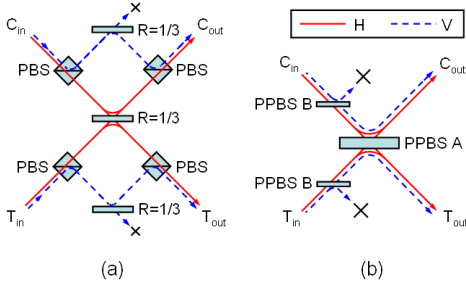 C_in
R=1/3
C_out
PBS
PBS
R=1/3
PBS
PBS
T_in
R=1/3
T_out
(a)
H
V
C_in
C_out
PPBS B
PPBS A
PPBS B
T_in
T_out
(b)